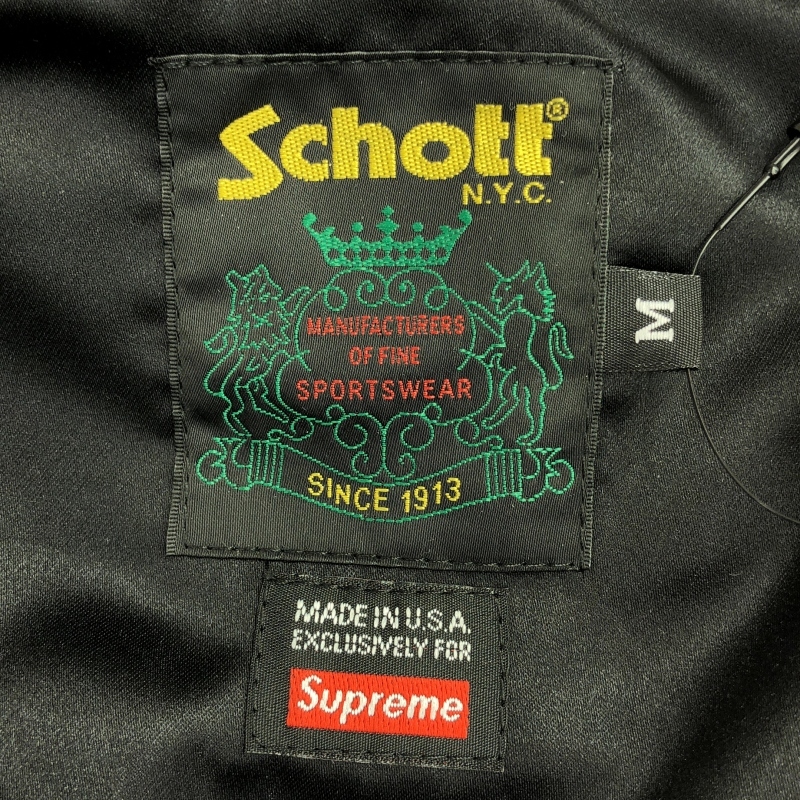 Schott®
N.Y.C.
MANUFACTURERS
OF FINE
SPORTSWEAR
SINCE 1913
M
MADE IN U.S.A.
EXCLUSIVELY FOR
Supreme